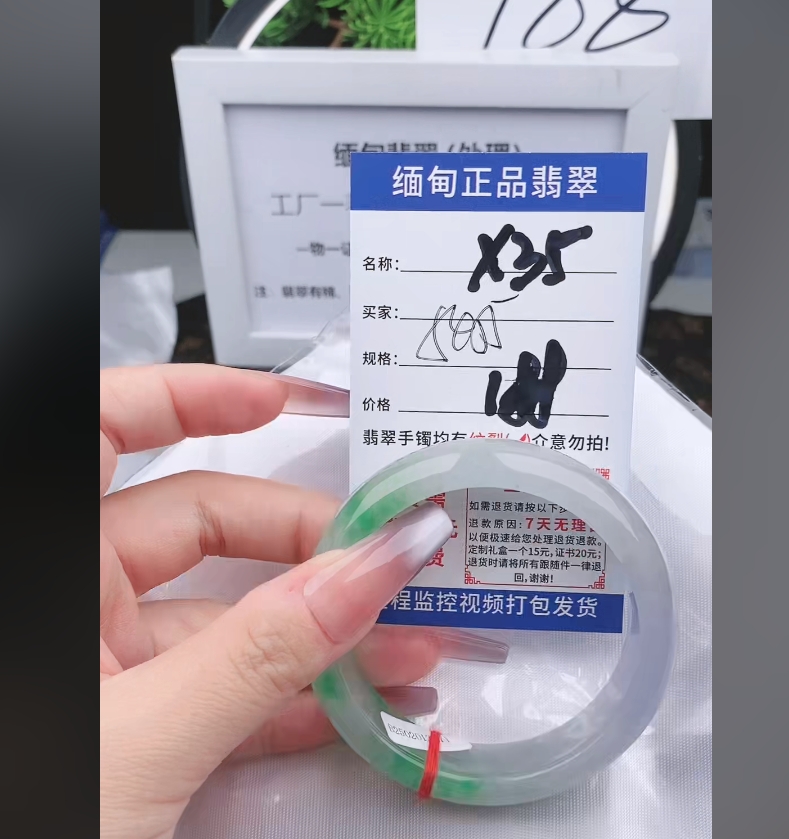 188
缅甸翡翠(处理)
工厂一
一物一证
注: 翡翠有棉、
缅甸正品翡翠
名称: X35
买家:
规格:
价格 188
翡翠手镯均有纹裂( )介意勿拍!
如需退货请按以下步
退款原因: 7天无理
以便极速给您处理退货退款。
定制礼盒一个15元, 证书20元;
退货时请将所有跟随件一律退
回, 谢谢!
程监控视频打包发货